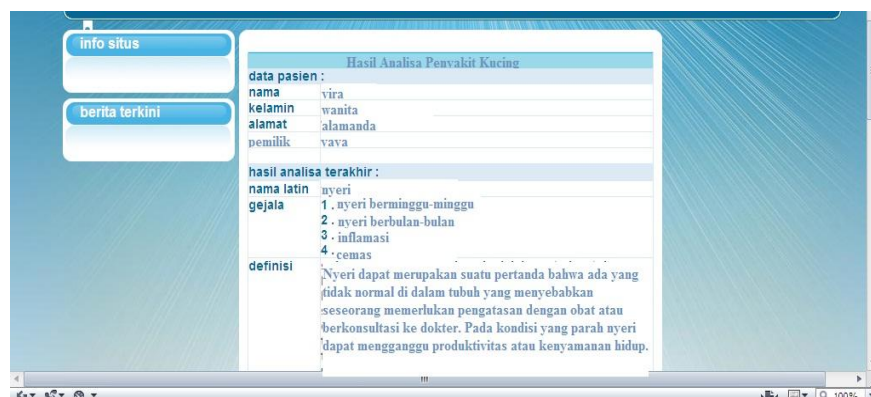 info situs
berita terkini
Hasil Analisa Penyakit Kucing
data pasien :
nama vira
kelamin wanita
alamat alamanda
pemilik vava
hasil analisa terakhir :
nama latin nyeri
gejala 1 . nyeri berminggu-minggu
2 . nyeri berbulan-bulan
3 . inflamasi
4 . cemas
definisi Nyeri dapat merupakan suatu pertanda bahwa ada yang
tidak normal di dalam tubuh yang menyebabkan
seseorang memerlukan pengatasan dengan obat atau
berkonsultasi ke dokter. Pada kondisi yang parah nyeri
dapat mengganggu produktivitas atau kenyamanan hidup.
100%